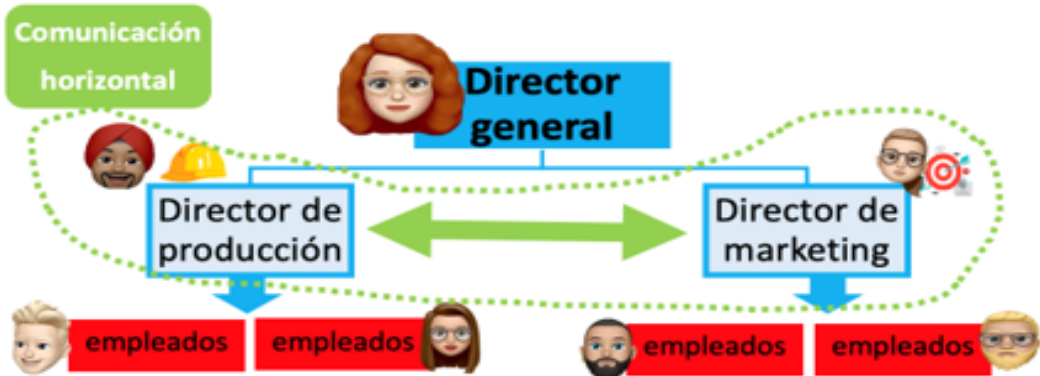 Comunicación
horizontal
Director
general
Director de
producción
Director de
marketing
empleados
empleados
empleados
empleados